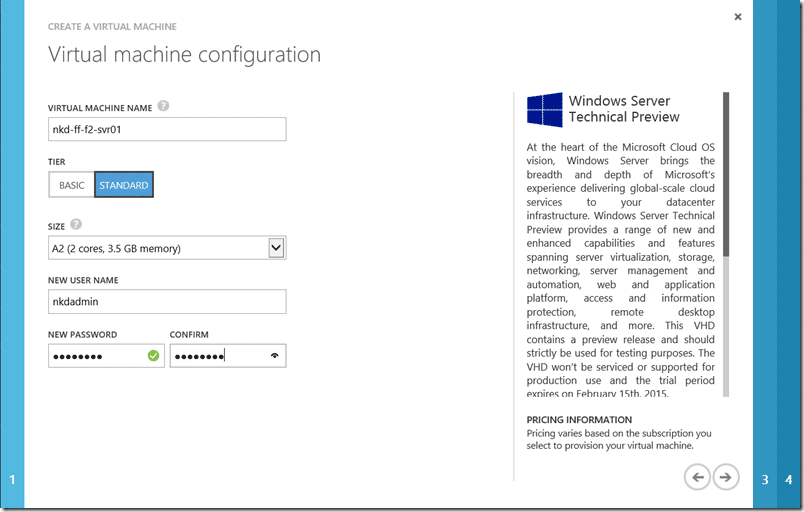 CREATE A VIRTUAL MACHINE
Virtual machine configuration
VIRTUAL MACHINE NAME ?
nkd-ff-f2-svr01
TIER
BASIC STANDARD
SIZE ?
A2 (2 cores, 3.5 GB memory)
NEW USER NAME
nkdadmin
NEW PASSWORD CONFIRM
Windows Server
Technical Preview
At the heart of the Microsoft Cloud OS
vision, Windows Server brings the
breadth and depth of Microsoft's
experience delivering global-scale cloud
services to your datacenter
infrastructure. Windows Server Technical
Preview provides a range of new and
enhanced capabilities and features
spanning server virtualization, storage,
networking, server management and
automation, web and application
platform, access and information
protection, remote desktop
infrastructure, and more. This VHD
contains a preview release and should
strictly be used for testing purposes. The
VHD won't be serviced or supported for
production use and the trial period
expires on February 15th, 2015.
PRICING INFORMATION
Pricing varies based on the subscription you
select to provision your virtual machine.
1
3 4